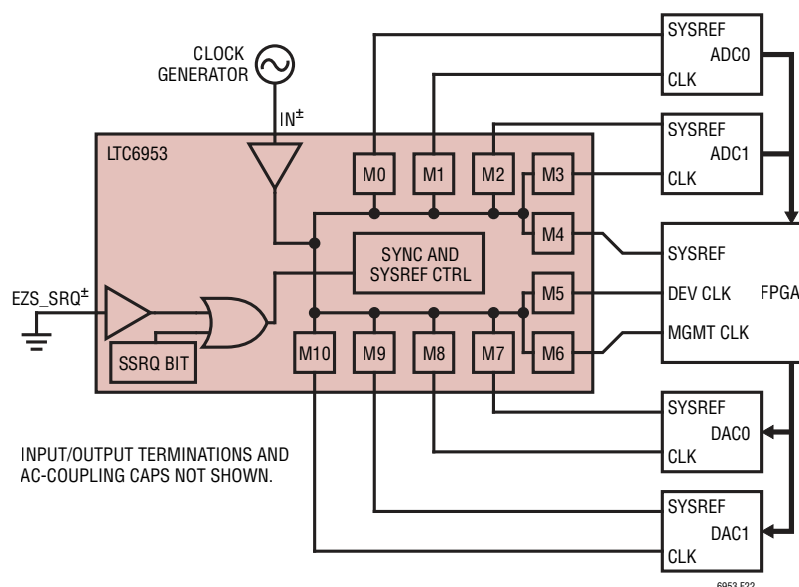 CLOCK
GENERATOR
IN±
LTC6953
M0
M1
M2
M3
M4
SYNC AND
SYSREF CTRL
EZS_SRQ±
SSRQ BIT
M5
M6
M10
M9
M8
M7
SYSREF
ADC0
CLK
SYSREF
ADC1
CLK
SYSREF
FPGA
DEV CLK
MGMT CLK
SYSREF
DAC0
CLK
SYSREF
DAC1
CLK
INPUT/OUTPUT TERMINATIONS AND
AC-COUPLING CAPS NOT SHOWN.
6953 F22